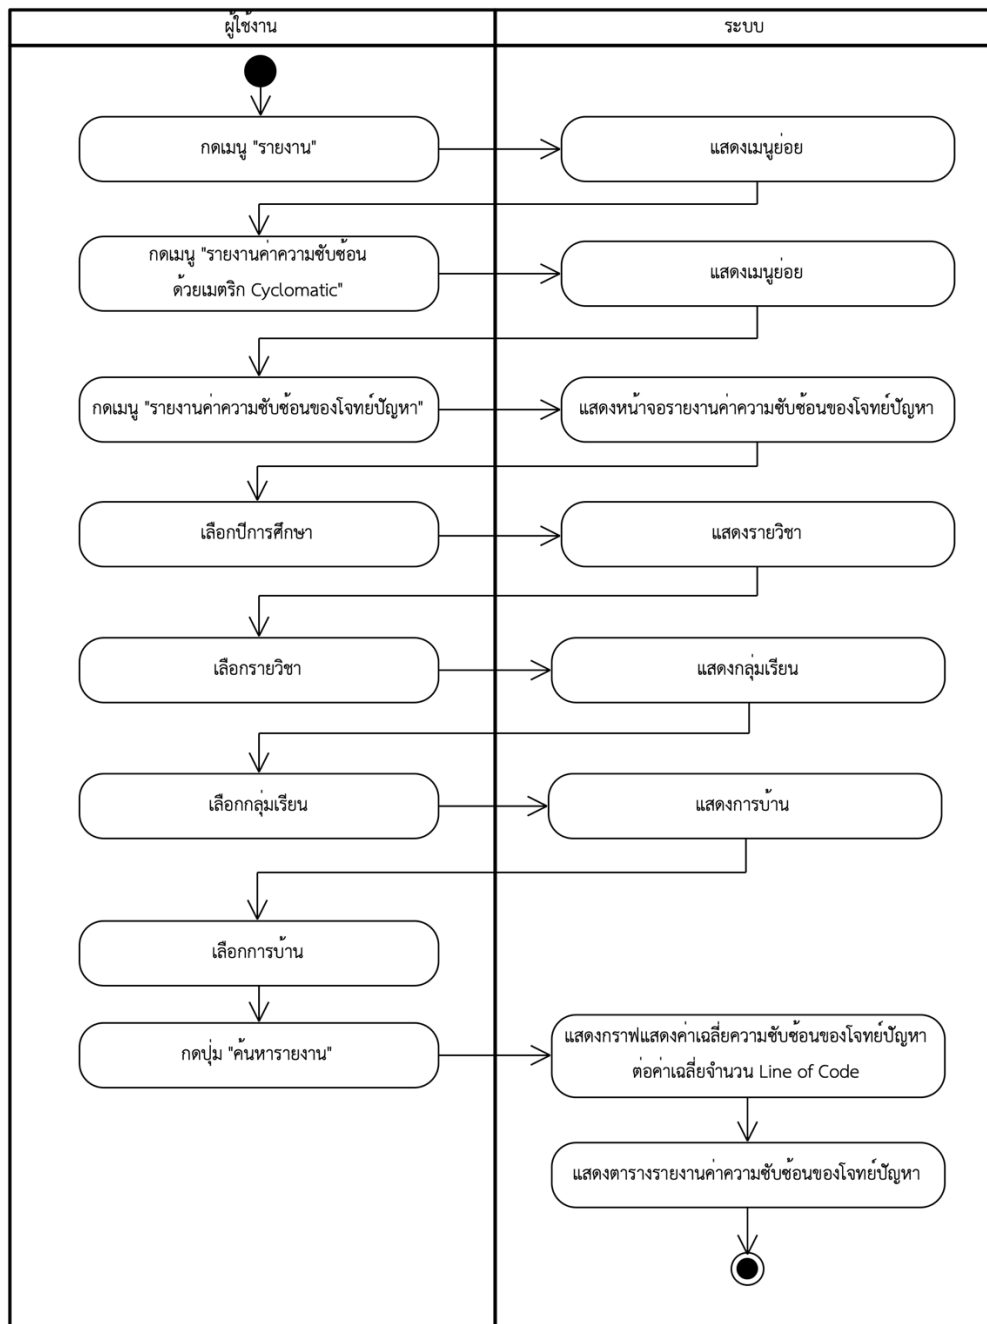 ผู้ใช้งาน
ระบบ
กดเมนู "รายงาน"
แสดงเมนูย่อย
กดเมนู "รายงานค่าความซับซ้อน
ด้วยเมตริก Cyclomatic"
แสดงเมนูย่อย
กดเมนู "รายงานค่าความซับซ้อนของโจทย์ปัญหา"
แสดงหน้าจอรายงานค่าความซับซ้อนของโจทย์ปัญหา
เลือกปีการศึกษา
แสดงรายวิชา
เลือกรายวิชา
แสดงกลุ่มเรียน
เลือกกลุ่มเรียน
แสดงการบ้าน
เลือกการบ้าน
กดปุ่ม "ค้นหารายงาน"
แสดงกราฟแสดงค่าเฉลี่ยความซับซ้อนของโจทย์ปัญหา
ต่อค่าเฉลี่ยจำนวน Line of Code
แสดงตารางรายงานค่าความซับซ้อนของโจทย์ปัญหา